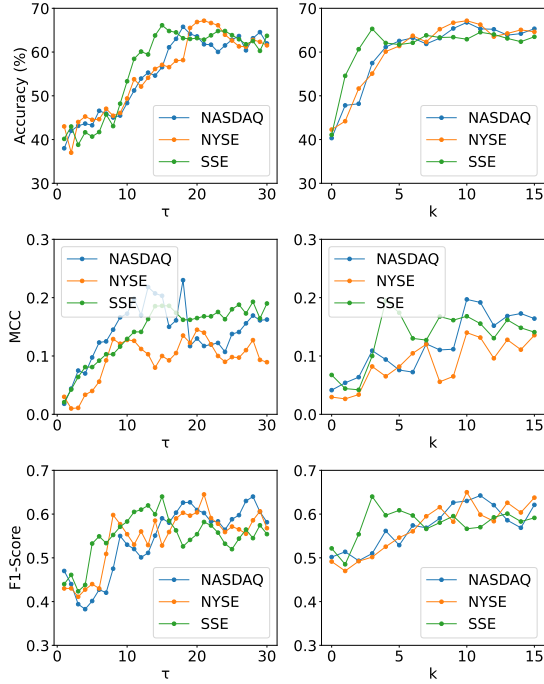 Accuracy (%)
70
60
50
40
30
0 10 20 30
τ
NASDAQ
NYSE
SSE
70
60
50
40
30
0 5 10 15
k
NASDAQ
NYSE
SSE
MCC
0.3
0.2
0.1
0.0
0 10 20 30
τ
NASDAQ
NYSE
SSE
0.3
0.2
0.1
0.0
0 5 10 15
k
NASDAQ
NYSE
SSE
F1-Score
0.7
0.6
0.5
0.4
0.3
0 10 20 30
τ
NASDAQ
NYSE
SSE
0.7
0.6
0.5
0.4
0.3
0 5 10 15
k
NASDAQ
NYSE
SSE